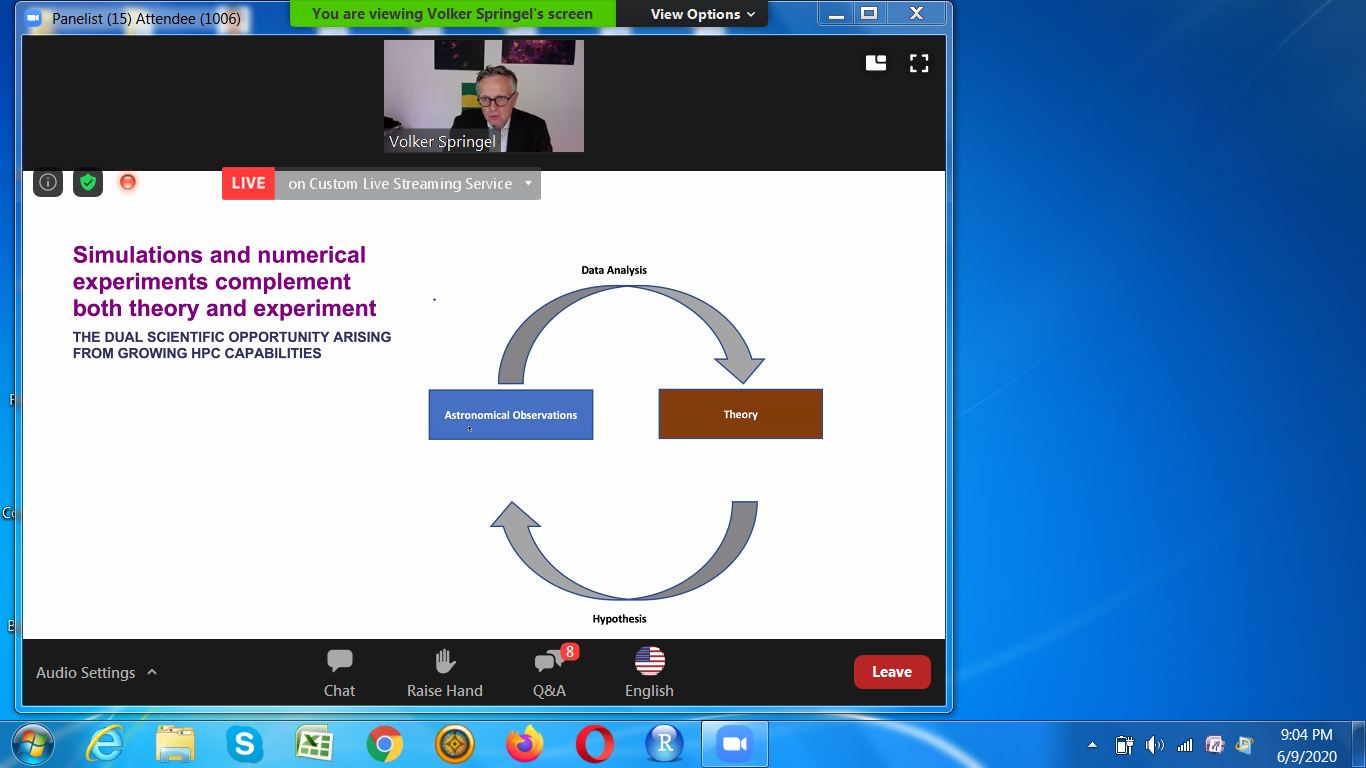 Panelist (15) Attendee (1006)
You are viewing Volker Springel's screen
View Options
Volker Springel
LIVE
on Custom Live Streaming Service
Simulations and numerical
experiments complement
both theory and experiment
THE DUAL SCIENTIFIC OPPORTUNITY ARISING
FROM GROWING HPC CAPABILITIES
Data Analysis
Astronomical Observations
Theory
Hypothesis
Audio Settings
Chat
Raise Hand
8
Q&A
English
Leave
9:04 PM
6/9/2020